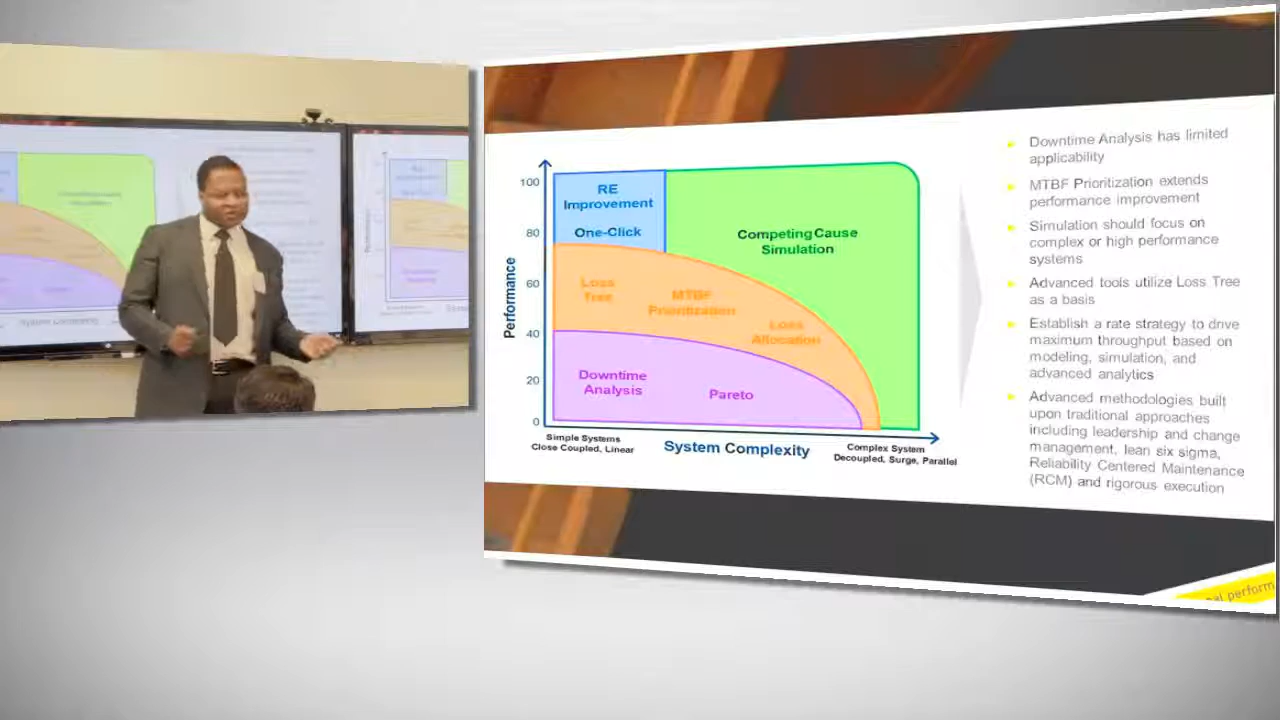 100
80
60
40
20
0
Performance
RE
Improvement
One-Click
Competing Cause
Simulation
Loss
Tree
MTBF
Prioritization
Loss
Allocation
Downtime
Analysis
Pareto
Simple Systems
Close Coupled, Linear
System Complexity
Complex System
Decoupled, Surge, Parallel
Downtime Analysis has limited
applicability
MTBF Prioritization extends
performance improvement
Simulation should focus on
complex or high performance
systems
Advanced tools utilize Loss Tree
as a basis
Establish a rate strategy to drive
maximum throughput based on
modeling, simulation, and
advanced analytics
Advanced methodologies built
upon traditional approaches
including leadership and change
management, lean six sigma,
Reliability Centered Maintenance
(RCM) and rigorous execution
System Complexity